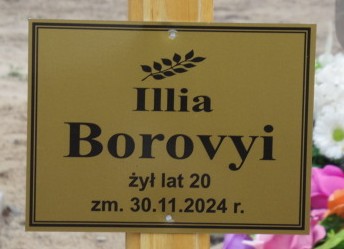 Illia
Borovyi
żył lat 20
zm. 30.11.2024 r.